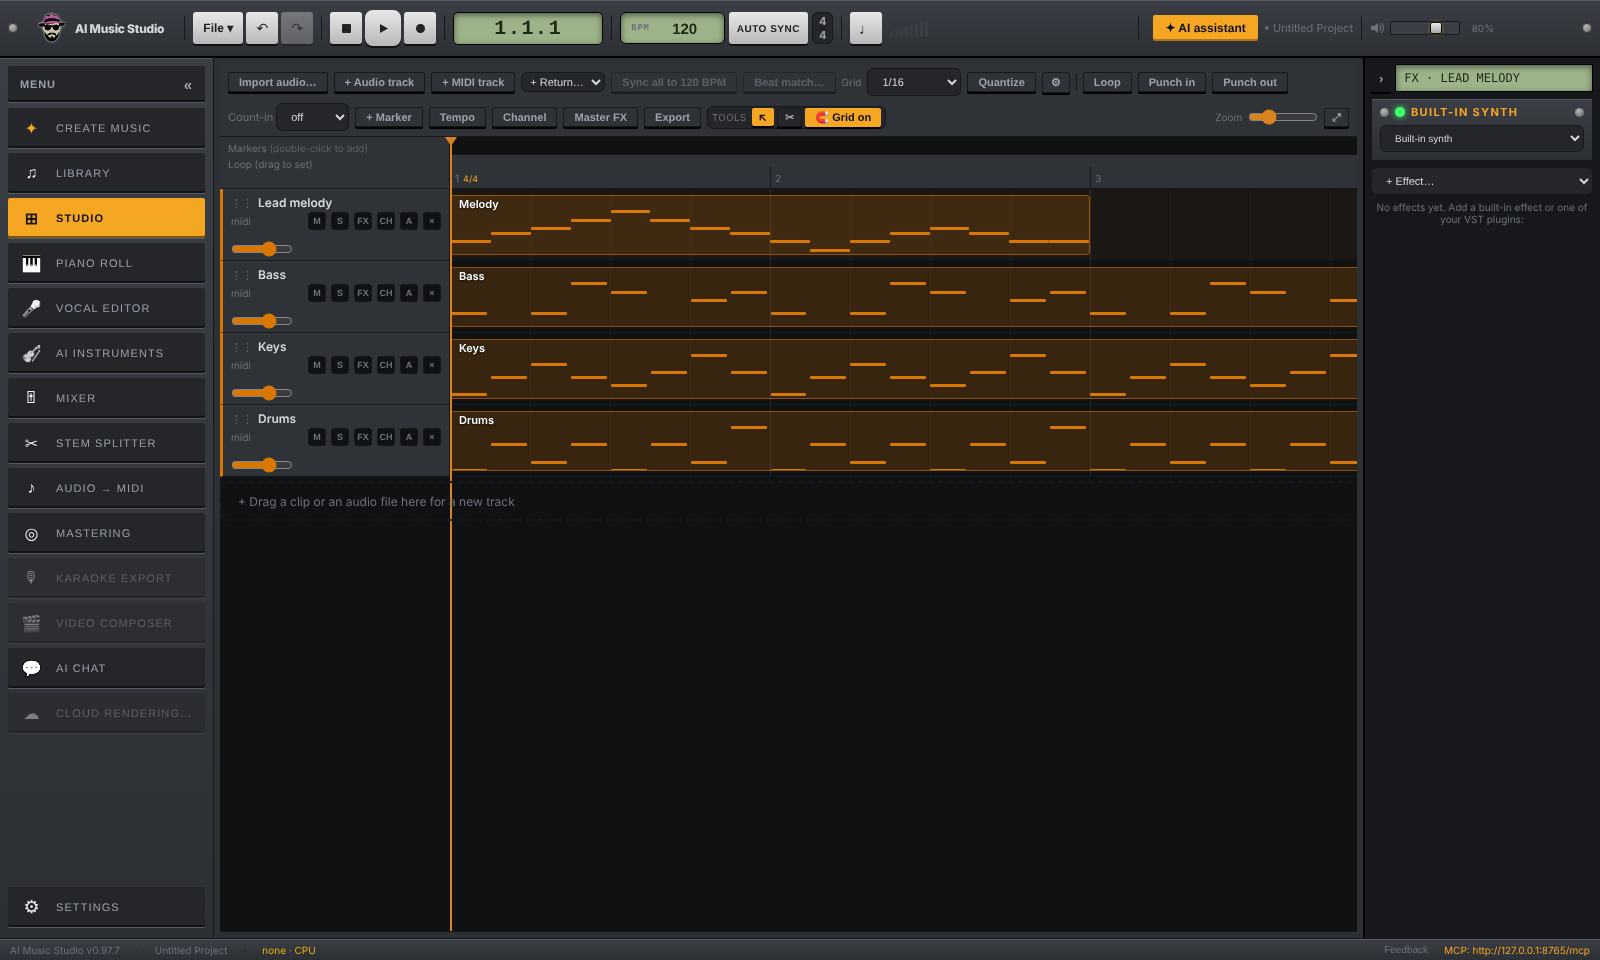 AI Music Studio
File ▾
1.1.1
BPM 120
AUTO SYNC
4
4
✦ AI assistant
• Untitled Project
80%
MENU «
CREATE MUSIC
LIBRARY
STUDIO
PIANO ROLL
VOCAL EDITOR
AI INSTRUMENTS
MIXER
STEM SPLITTER
AUDIO → MIDI
MASTERING
KARAOKE EXPORT
VIDEO COMPOSER
AI CHAT
CLOUD RENDERING...
SETTINGS
Import audio... + Audio track + MIDI track + Return... Sync all to 120 BPM Beat match... Grid 1/16 Quantize Loop Punch in Punch out
Count-in off + Marker Tempo Channel Master FX Export TOOLS Grid on Zoom
Markers (double-click to add)
Loop (drag to set)
1 4/4 2 3
Lead melody
midi M S FX CH A ×
Melody
Bass
midi M S FX CH A ×
Bass
Keys
midi M S FX CH A ×
Keys
Drums
midi M S FX CH A ×
Drums
+ Drag a clip or an audio file here for a new track
› FX · LEAD MELODY
BUILT-IN SYNTH
Built-in synth
+ Effect...
No effects yet. Add a built-in effect or one of
your VST plugins:
AI Music Studio v0.97.7 Untitled Project none · CPU Feedback MCP: http://127.0.0.1:8765/mcp